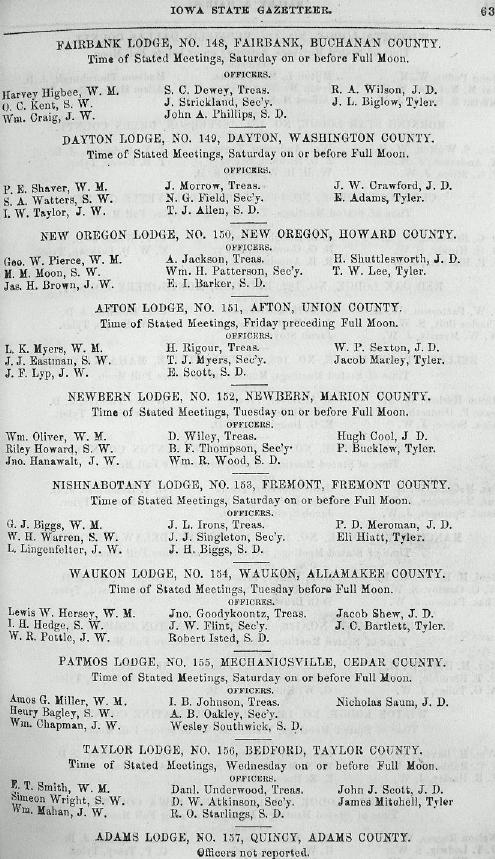 IOWA STATE GAZETTEER. 63
FAIRBANK LODGE, NO. 148, FAIRBANK, BUCHANAN COUNTY.
Time of Stated Meetings, Saturday on or before Full Moon.
OFFICERS.
Harvey Higbee, W. M. S. C. Dewey, Treas. R. A. Wilson, J. D.
O. C. Kent, S. W. J. Strickland, Sec'y. J. L. Biglow, Tyler.
Wm. Craig, J. W. John A. Phillips, S. D.
DAYTON LODGE, NO. 149, DAYTON, WASHINGTON COUNTY.
Time of Stated Meetings, Saturday on or before Full Moon.
OFFICERS.
P. E. Shaver, W. M. J. Morrow, Treas. J. W. Crawford, J. D.
S. A. Watters, S. W. N. G. Field, Sec'y. E. Adams, Tyler.
I. W. Taylor, J. W. T. J. Allen, S. D.
NEW OREGON LODGE, NO. 150, NEW OREGON, HOWARD COUNTY.
OFFICERS.
Geo. W. Pierce, W. M. A. Jackson, Treas. H. Shuttlesworth, J. D.
M. M. Moon, S. W. Wm. H. Patterson, Sec'y. T. W. Lee, Tyler.
Jas. H. Brown, J. W. E. I. Barker, S. D.
AFTON LODGE, NO. 151, AFTON, UNION COUNTY.
Time of Stated Meetings, Friday preceding Full Moon.
OFFICERS.
L. K. Myers, W. M. H. Rigour, Treas. W. P. Sexton, J. D.
J. J. Eastman, S. W. T. J. Myers, Sec'y. Jacob Marley, Tyler.
J. F. Lyp, J. W. E. Scott, S. D.
NEWBERN LODGE, NO. 152, NEWBERN, MARION COUNTY.
Time of Stated Meetings, Tuesday on or before Full Moon.
OFFICERS.
Wm. Oliver, W. M. D. Wiley, Treas. Hugh Cool, J D.
Riley Howard, S. W. B. F. Thompson, Sec'y. P. Bucklew, Tyler.
Jno. Hanawalt, J. W. Wm. R. Wood, S. D.
NISHNABOTANY LODGE, NO. 153, FREMONT, FREMONT COUNTY.
Time of Stated Meetings, Saturday on or before Full Moon.
OFFICERS.
G. J. Biggs, W. M. J. L. Irons, Treas. P. D. Meroman, J. D.
W. H. Warren, S. W. J. J. Singleton, Sec'y. Eli Hiatt, Tyler.
L. Lingenfelter, J. W. J. H. Biggs, S. D.
WAUKON LODGE, NO. 154, WAUKON, ALLAMAKEE COUNTY.
Time of Stated Meetings, Tuesday before Full Moon.
OFFICERS.
Lewis W. Hersey, W. M. Jno. Goodykoontz, Treas. Jacob Shew, J. D.
I. H. Hedge, S. W. J. W. Flint, Sec'y. J. C. Bartlett, Tyler.
W. R. Pottle, J. W. Robert Isted, S. D.
PATMOS LODGE, NO. 155, MECHANICSVILLE, CEDAR COUNTY.
Time of Stated Meetings, Saturday on or before Full Moon.
OFFICERS.
Amos G. Miller, W. M. I. B. Johnson, Treas. Nicholas Saum, J. D.
Henry Bagley, S. W. A. B. Oakley, Sec'y.
Wm. Chapman, J. W. Wesley Southwick, S. D.
TAYLOR LODGE, NO. 156, BEDFORD, TAYLOR COUNTY.
Time of Stated Meetings, Wednesday on or before Full Moon.
OFFICERS.
E. T. Smith, W. M. Danl. Underwood, Treas. John J. Scott, J. D.
Simeon Wright, S. W. D. W. Atkinson, Sec'y. James Mitchell, Tyler
Wm. Mahan, J. W. R. O. Starlings, S. D.
ADAMS LODGE, NO. 157, QUINCY, ADAMS COUNTY.
Officers not reported.